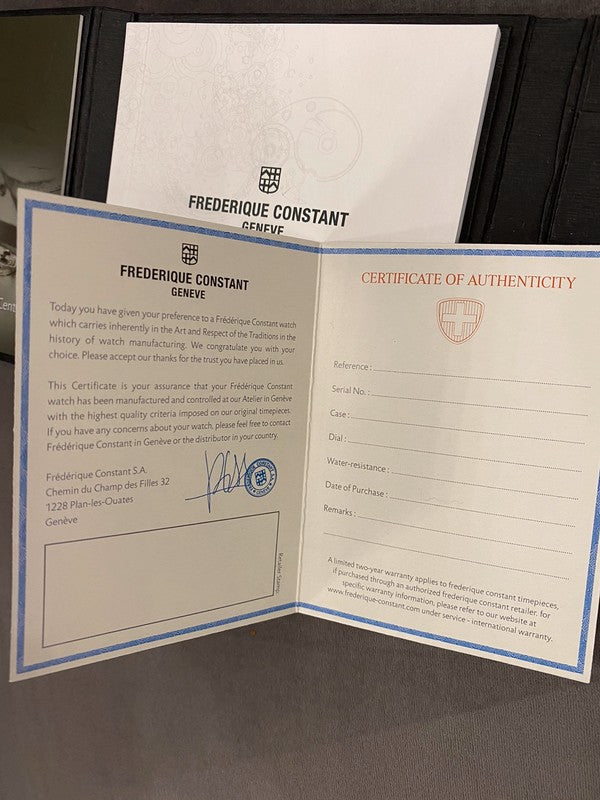 FREDERIQUE CONSTANT
GENEVE
Cent
FREDERIQUE CONSTANT
GENEVE
Today you have given your preference to a Frédérique Constant watch
which carries inherently in the Art and Respect of the Traditions in the
history of watch manufacturing. We congratulate you with your
choice. Please accept our thanks for the trust you have placed in us.
This Certificate is your assurance that your Frédérique Constant
watch has been manufactured and controlled at our Atelier in Genève
with the highest quality criteria imposed on our original timepieces.
If you have any concerns about your watch, please feel free to contact
Frédérique Constant in Genève or the distributor in your country.
Frédérique Constant S.A.
Chemin du Champ des Filles 32
1228 Plan-les-Ouates
Genève
Retailer Stamp:
CERTIFICATE OF AUTHENTICITY
Reference :
Serial No. :
Case :
Dial :
Water-resistance :
Date of Purchase :
Remarks :
A limited two-year warranty applies to frederique constant timepieces,
if purchased through an authorized frederique constant retailer. for
specific warranty information, please refer to our website at
www.frederique-constant.com under service - international warranty.